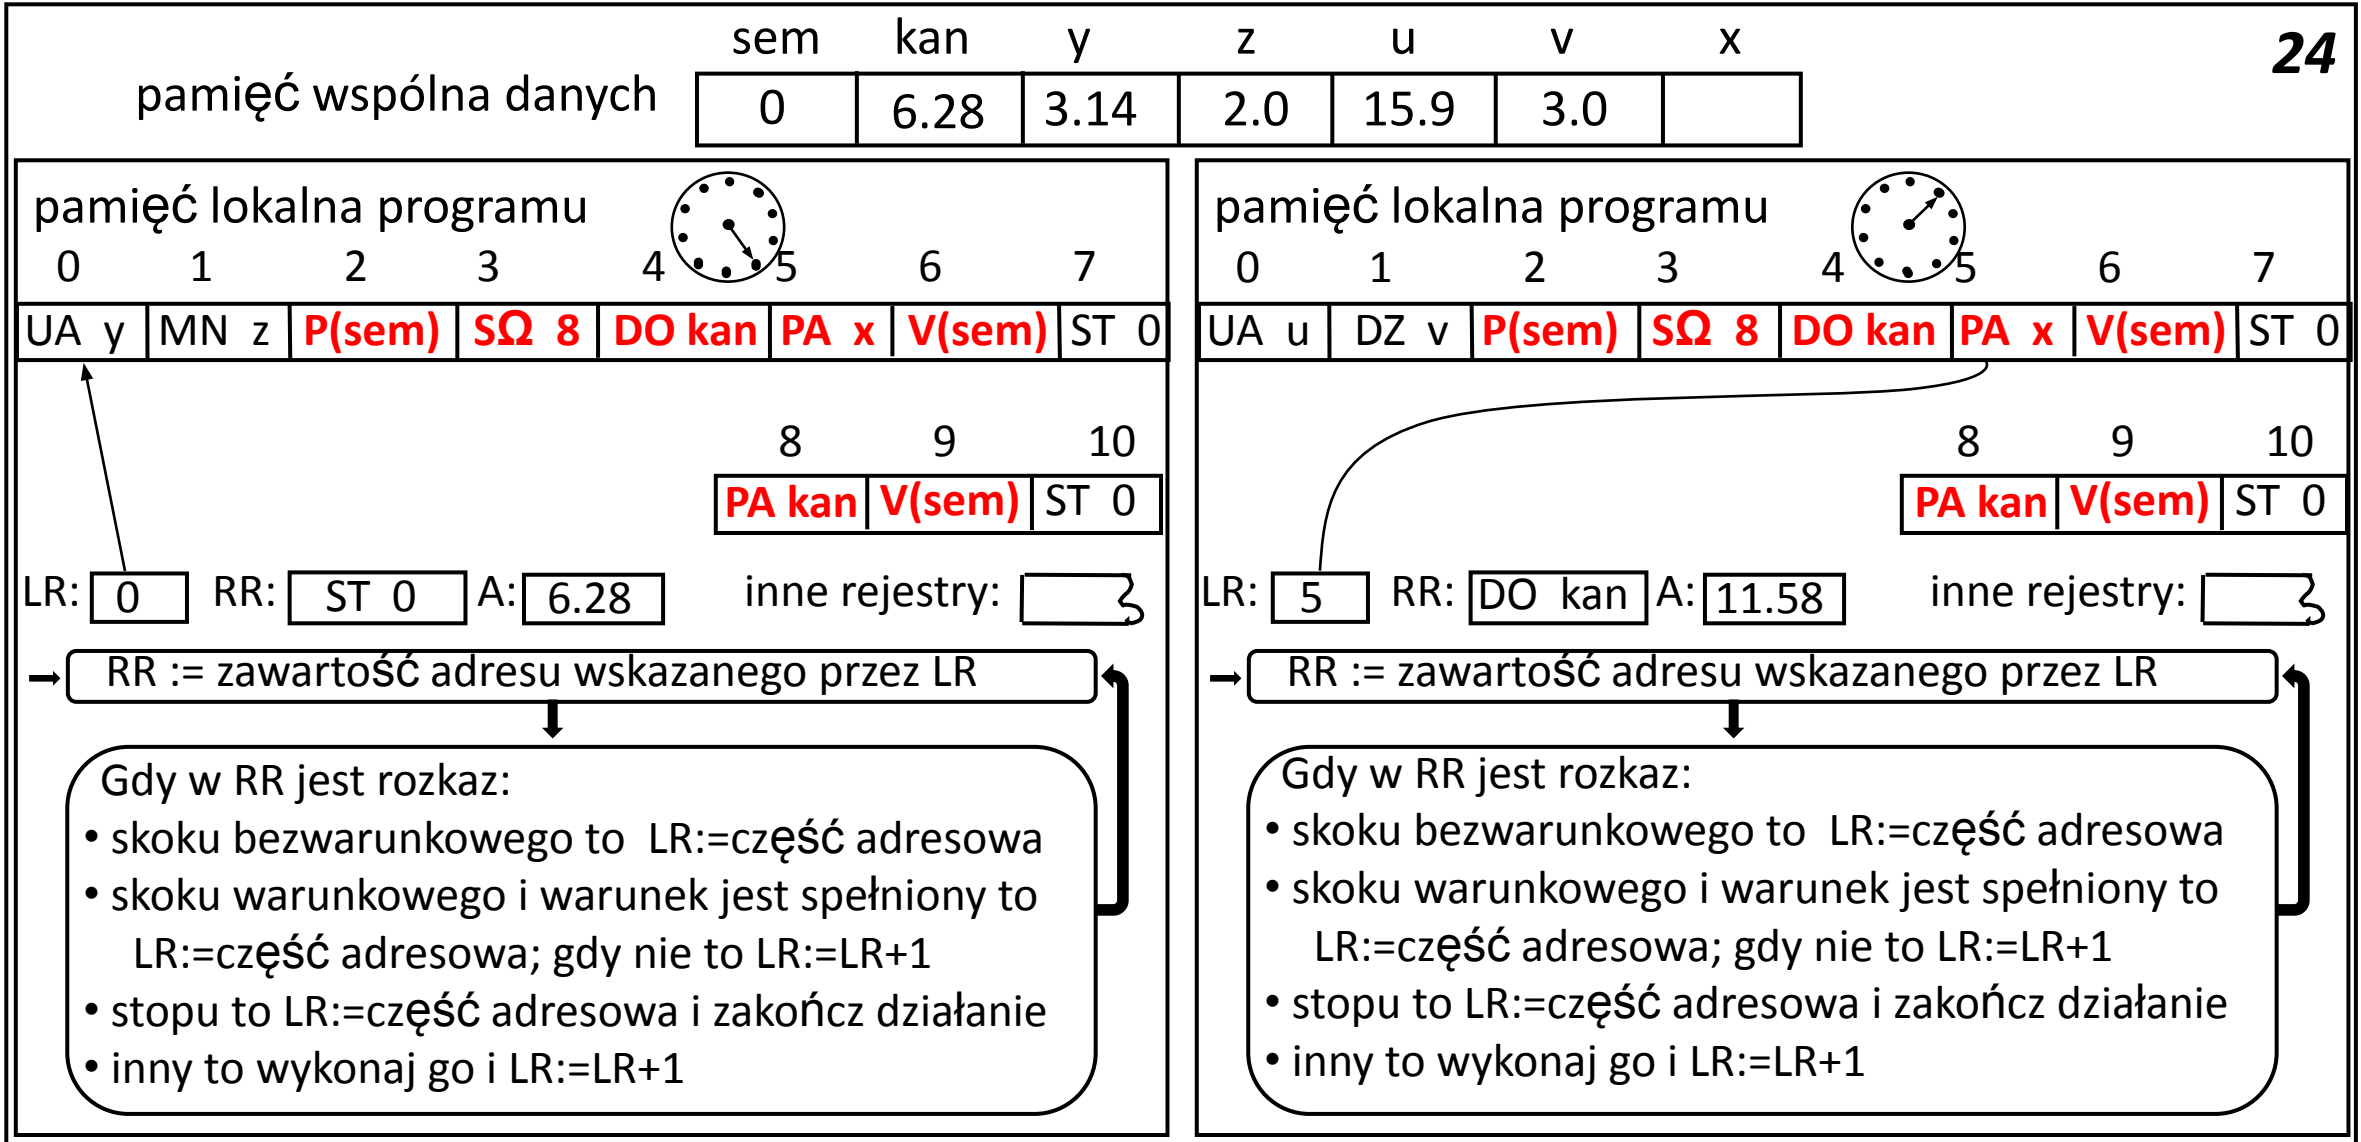 sem kan y z u v x
24
pamięć wspólna danych 0 6.28 3.14 2.0 15.9 3.0
pamięć lokalna programu
0 1 2 3 4 5 6 7
UA y MN z P(sem) SΩ 8 DO kan PA x V(sem) ST 0
8 9 10
PA kan V(sem) ST 0
LR: 0 RR: ST 0 A: 6.28 inne rejestry:
RR := zawartość adresu wskazanego przez LR
Gdy w RR jest rozkaz:
• skoku bezwarunkowego to LR:=część adresowa
• skoku warunkowego i warunek jest spełniony to
LR:=część adresowa; gdy nie to LR:=LR+1
• stopu to LR:=część adresowa i zakończ działanie
• inny to wykonaj go i LR:=LR+1
pamięć lokalna programu
0 1 2 3 4 5 6 7
UA u DZ v P(sem) SΩ 8 DO kan PA x V(sem) ST 0
8 9 10
PA kan V(sem) ST 0
LR: 5 RR: DO kan A: 11.58 inne rejestry:
RR := zawartość adresu wskazanego przez LR
Gdy w RR jest rozkaz:
• skoku bezwarunkowego to LR:=część adresowa
• skoku warunkowego i warunek jest spełniony to
LR:=część adresowa; gdy nie to LR:=LR+1
• stopu to LR:=część adresowa i zakończ działanie
• inny to wykonaj go i LR:=LR+1